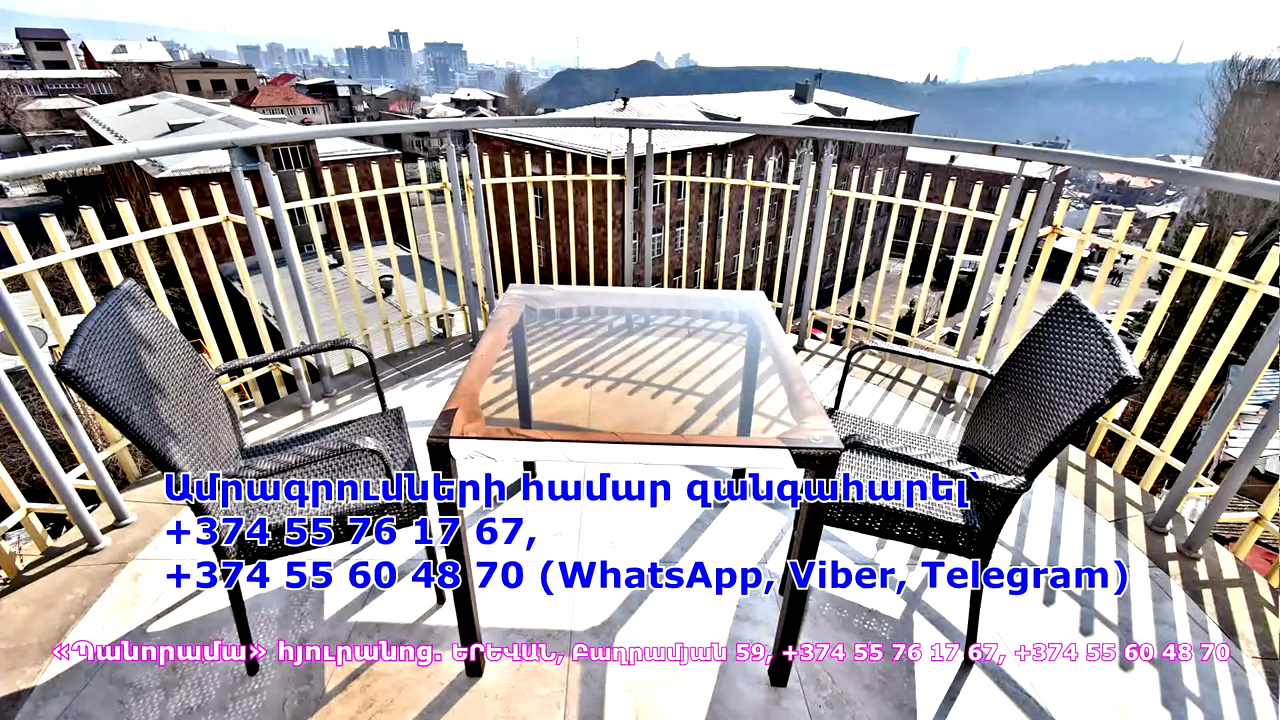 Ամրագրումների համար զանգահարել՝
+374 55 76 17 67,
+374 55 60 48 70 (WhatsApp, Viber, Telegram)
«Պանորամա» հյուրանոց. ԵՐԵՎԱՆ, Բաղրամյան 59, +374 55 76 17 67, +374 55 60 48 70